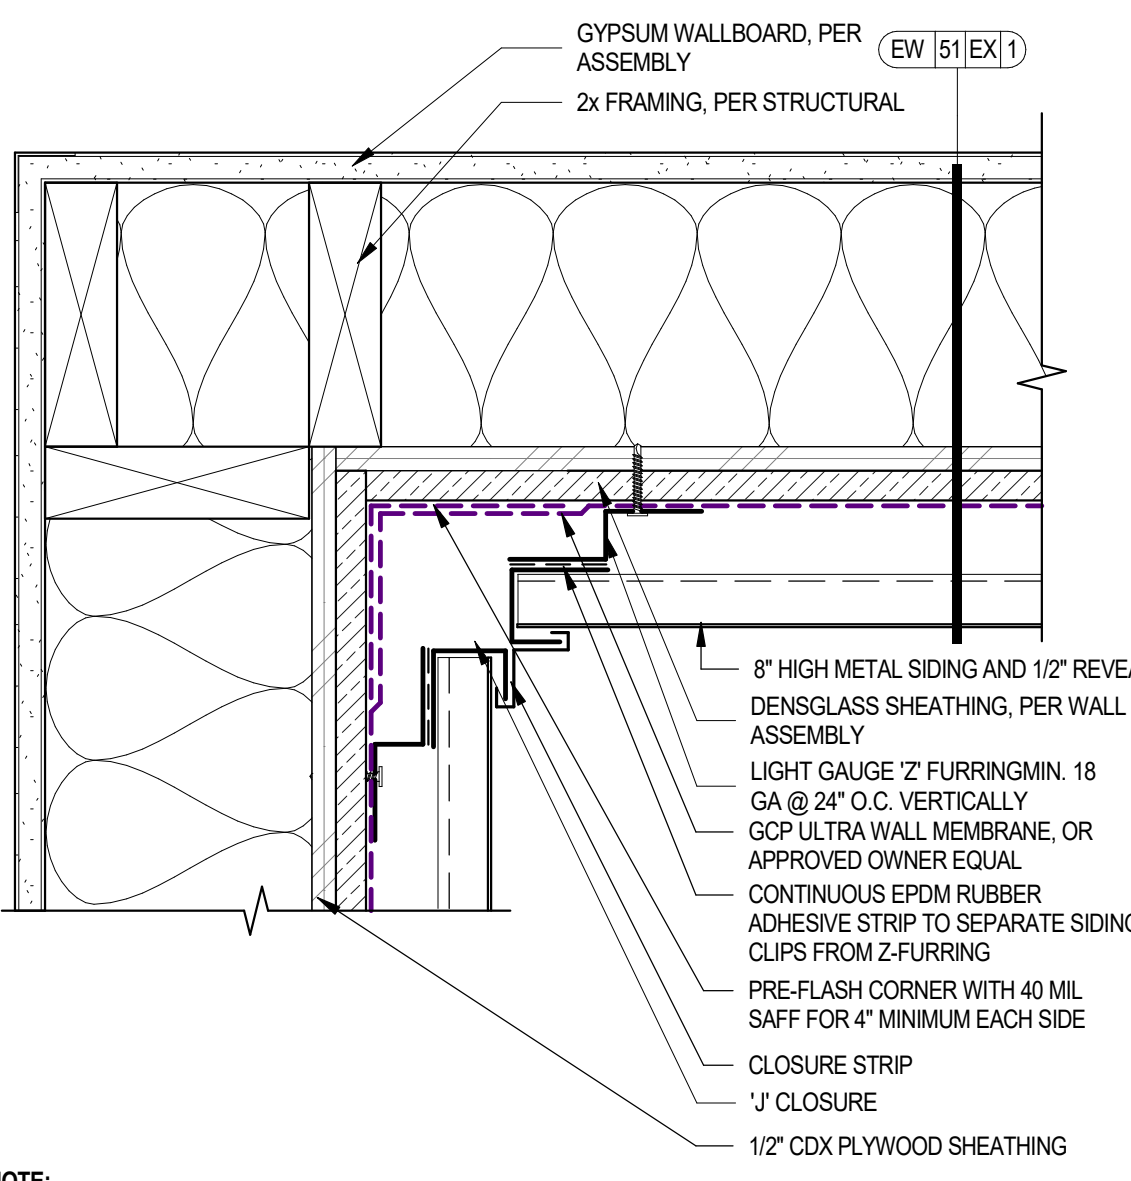 GYPSUM WALLBOARD, PER
ASSEMBLY
EW 51 EX 1
2x FRAMING, PER STRUCTURAL
8" HIGH METAL SIDING AND 1/2"
DENSGLASS SHEATHING, PER WALL
ASSEMBLY
LIGHT GAUGE 'Z' FURRINGMIN. 18
GA @ 24" O.C. VERTICALLY
GCP ULTRA WALL MEMBRANE, OR
APPROVED OWNER EQUAL
CONTINUOUS EPDM RUBBER
ADHESIVE STRIP TO SEPARATE
CLIPS FROM Z-FURRING
PRE-FLASH CORNER WITH 40 MIL
SAFF FOR 4" MINIMUM EACH SIDE
CLOSURE STRIP
'J' CLOSURE
1/2" CDX PLYWOOD SHEATHING